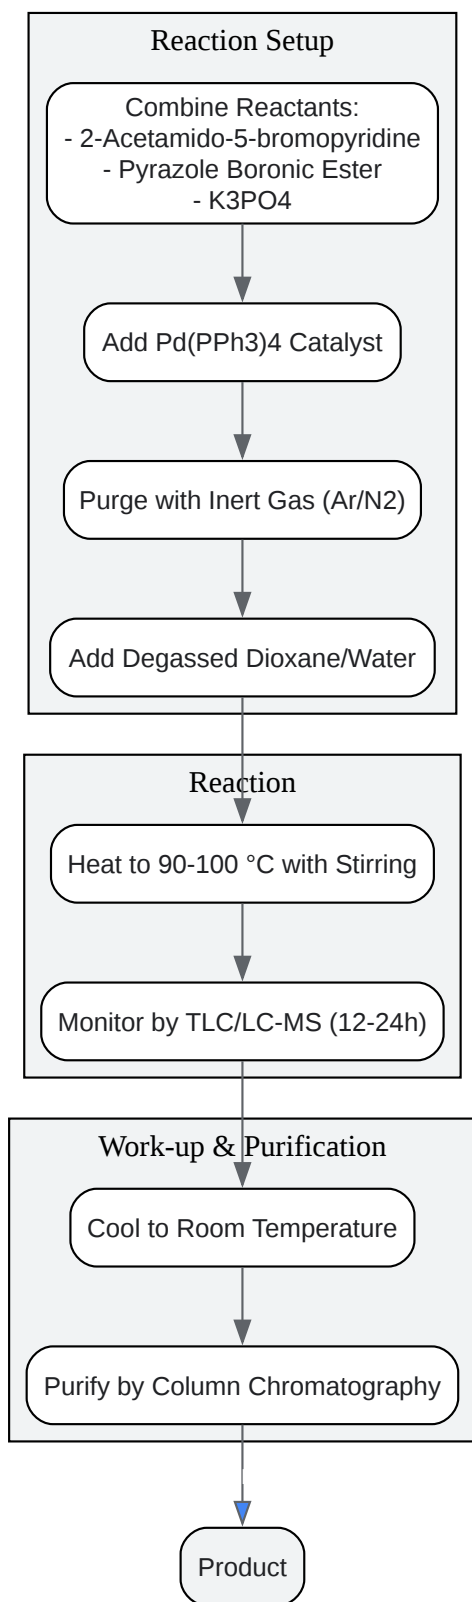 Reaction Setup
Combine Reactants:
- 2-Acetamido-5-bromopyridine
- Pyrazole Boronic Ester
- K3PO4
Add Pd(PPh3)4 Catalyst
Purge with Inert Gas (Ar/N2)
Add Degassed Dioxane/Water
Reaction
Heat to 90-100 °C with Stirring
Monitor by TLC/LC-MS (12-24h)
Work-up & Purification
Cool to Room Temperature
Purify by Column Chromatography
Product